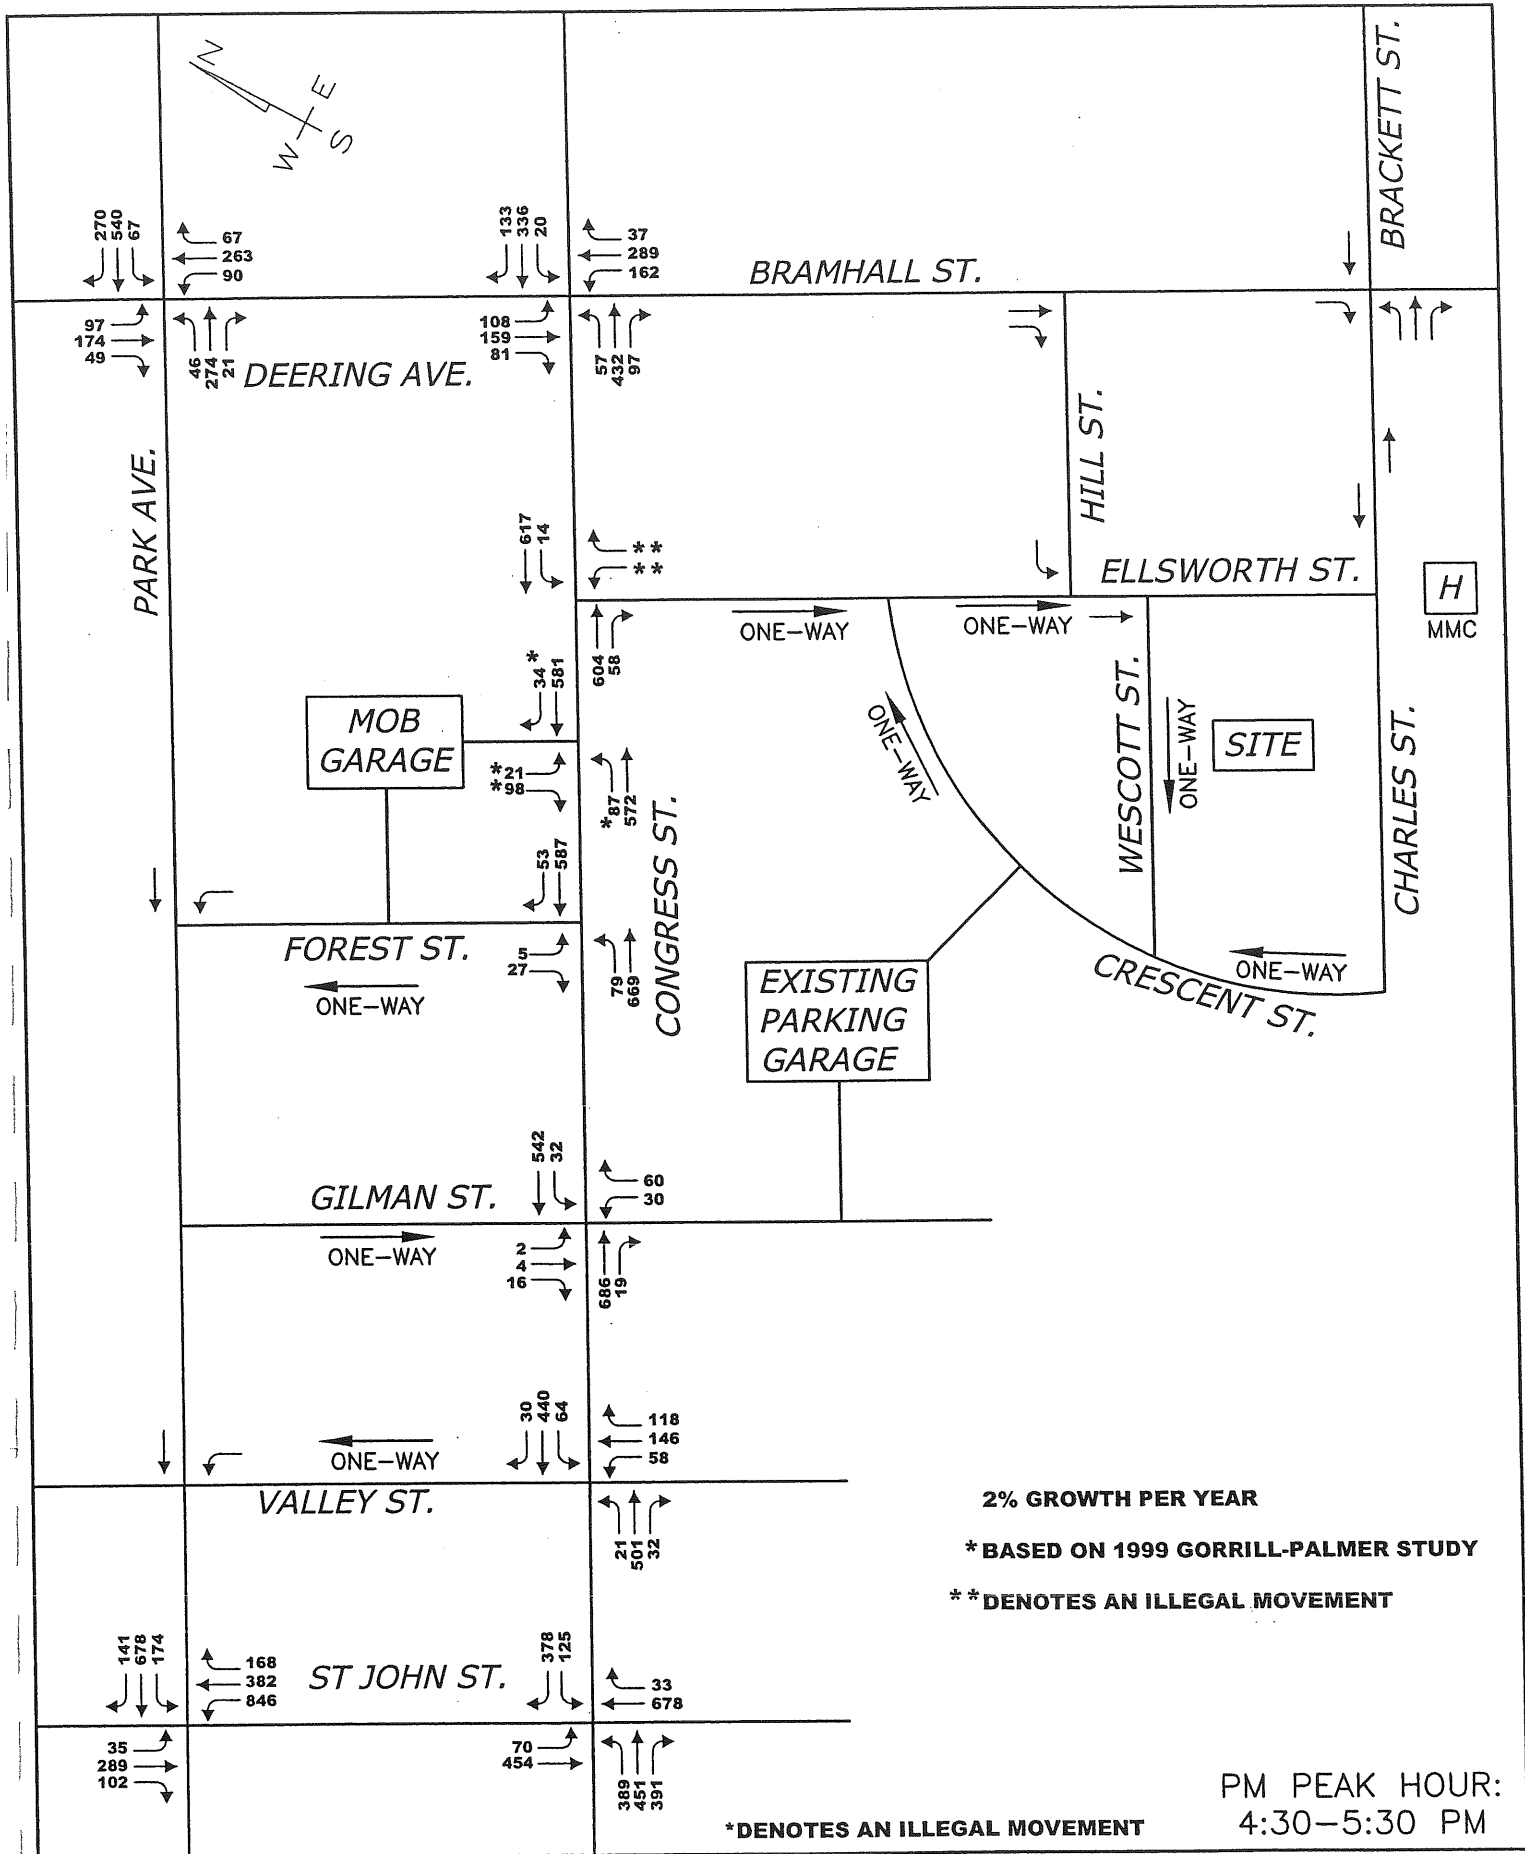 N
E
W
S
BRACKETT ST.
270
540
67
67
263
90
133
336
20
37
289
162
BRAMHALL ST.
97
174
49
46
274
21
DEERING AVE.
108
159
81
57
432
97
PARK AVE.
HILL ST.
617
14
**
**
ELLSWORTH ST.
H
MMC
ONE-WAY
ONE-WAY
604
58
34*
581
MOB
GARAGE
*21
*98
*87
572
CONGRESS ST.
ONE-WAY
WESCOTT ST.
ONE-WAY
SITE
CHARLES ST.
53
587
FOREST ST.
ONE-WAY
5
27
79
669
EXISTING
PARKING
GARAGE
CRESCENT ST.
ONE-WAY
542
32
60
30
GILMAN ST.
ONE-WAY
2
4
16
686
19
30
440
64
118
146
58
ONE-WAY
VALLEY ST.
21
501
32
2% GROWTH PER YEAR
*BASED ON 1999 GORRILL-PALMER STUDY
**DENOTES AN ILLEGAL MOVEMENT
141
678
174
168
382
846
ST JOHN ST.
378
125
33
678
35
289
102
70
454
389
451
391
*DENOTES AN ILLEGAL MOVEMENT
PM PEAK HOUR:
4:30-5:30 PM